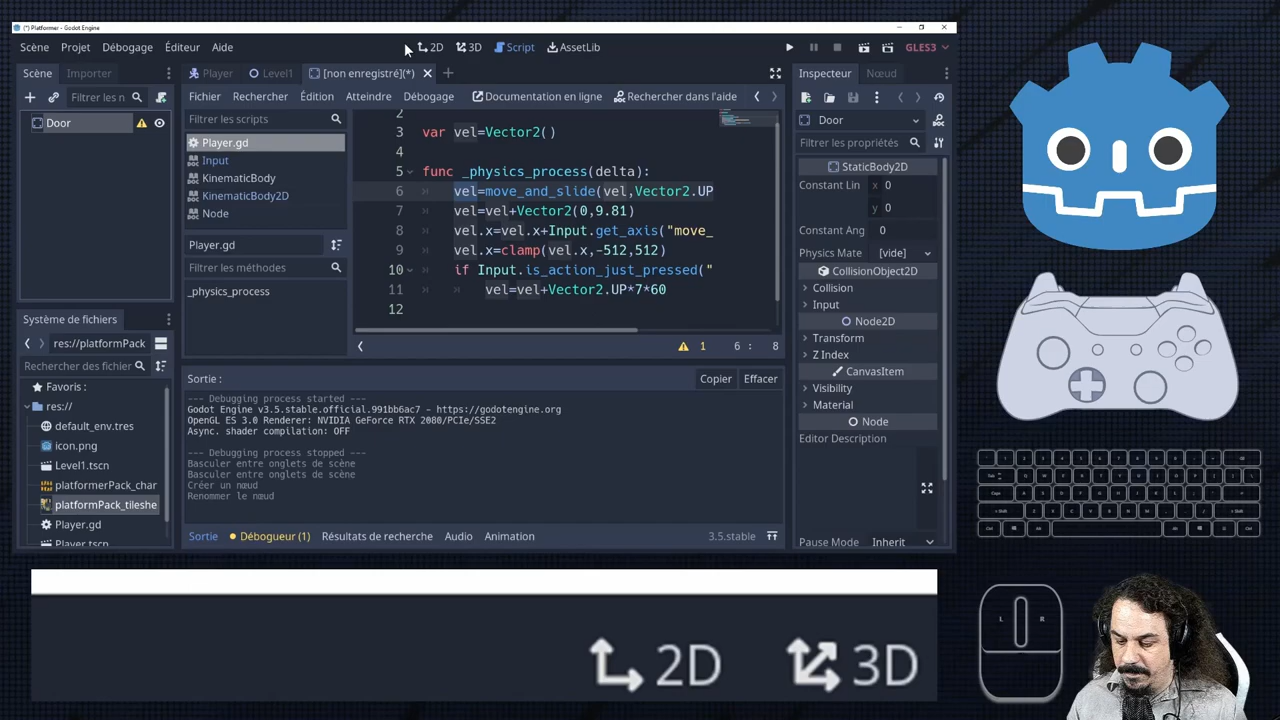 (*) Platformer - Godot Engine
Scène Projet Débogage Éditeur Aide
2D 3D Script AssetLib
GLES3
Scène Importer
Player Level1 [non enregistré](*)
Inspecteur Nœud
Filtrer les n
Fichier Rechercher Édition Atteindre Débogage Documentation en ligne Rechercher dans l'aide
Door
Filtrer les scripts
Player.gd
Input
KinematicBody
KinematicBody2D
Node
Player.gd
Filtrer les méthodes
_physics_process
2
3 var vel=Vector2()
4
5 func _physics_process(delta):
6 vel=move_and_slide(vel,Vector2.UP
7 vel=vel+Vector2(0,9.81)
8 vel.x=vel.x+Input.get_axis("move_
9 vel.x=clamp(vel.x,-512,512)
10 if Input.is_action_just_pressed("
11 vel=vel+Vector2.UP*7*60
12
1 6 : 8
Door
Filtrer les propriétés
StaticBody2D
Constant Lin x 0
y 0
Constant Ang 0
Physics Mate [vide]
CollisionObject2D
Collision
Input
Node2D
Transform
Z Index
CanvasItem
Visibility
Material
Node
Editor Description
Pause Mode Inherit
Système de fichiers
res://platformPack
Rechercher des fichier
Favoris :
res://
default_env.tres
icon.png
Level1.tscn
platformerPack_char
platformPack_tileshe
Player.gd
Player.tscn
Sortie :
Copier Effacer
--- Debugging process started ---
Godot Engine v3.5.stable.official.991bb6ac7 - https://godotengine.org
OpenGL ES 3.0 Renderer: NVIDIA GeForce RTX 2080/PCIe/SSE2
Async. shader compilation: OFF
--- Debugging process stopped ---
Basculer entre onglets de scène
Basculer entre onglets de scène
Créer un nœud
Renommer le nœud
Sortie Débogueur (1) Résultats de recherche Audio Animation 3.5.stable
2D 3D
L R